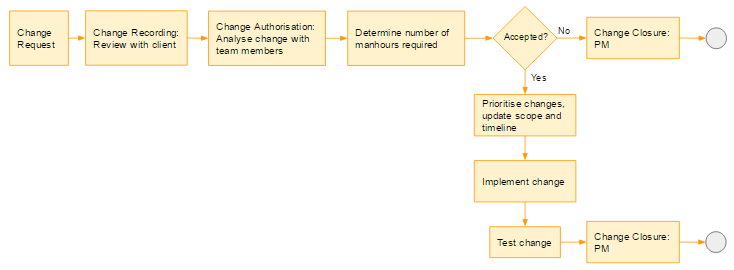 Change
Request
Change Recording:
Review with client
Change Authorisation:
Analyse change with
team members
Determine number of
manhours required
Accepted?
No
Change Closure:
PM
Yes
Prioritise changes,
update scope and
timeline
Implement change
Test change
Change Closure:
PM